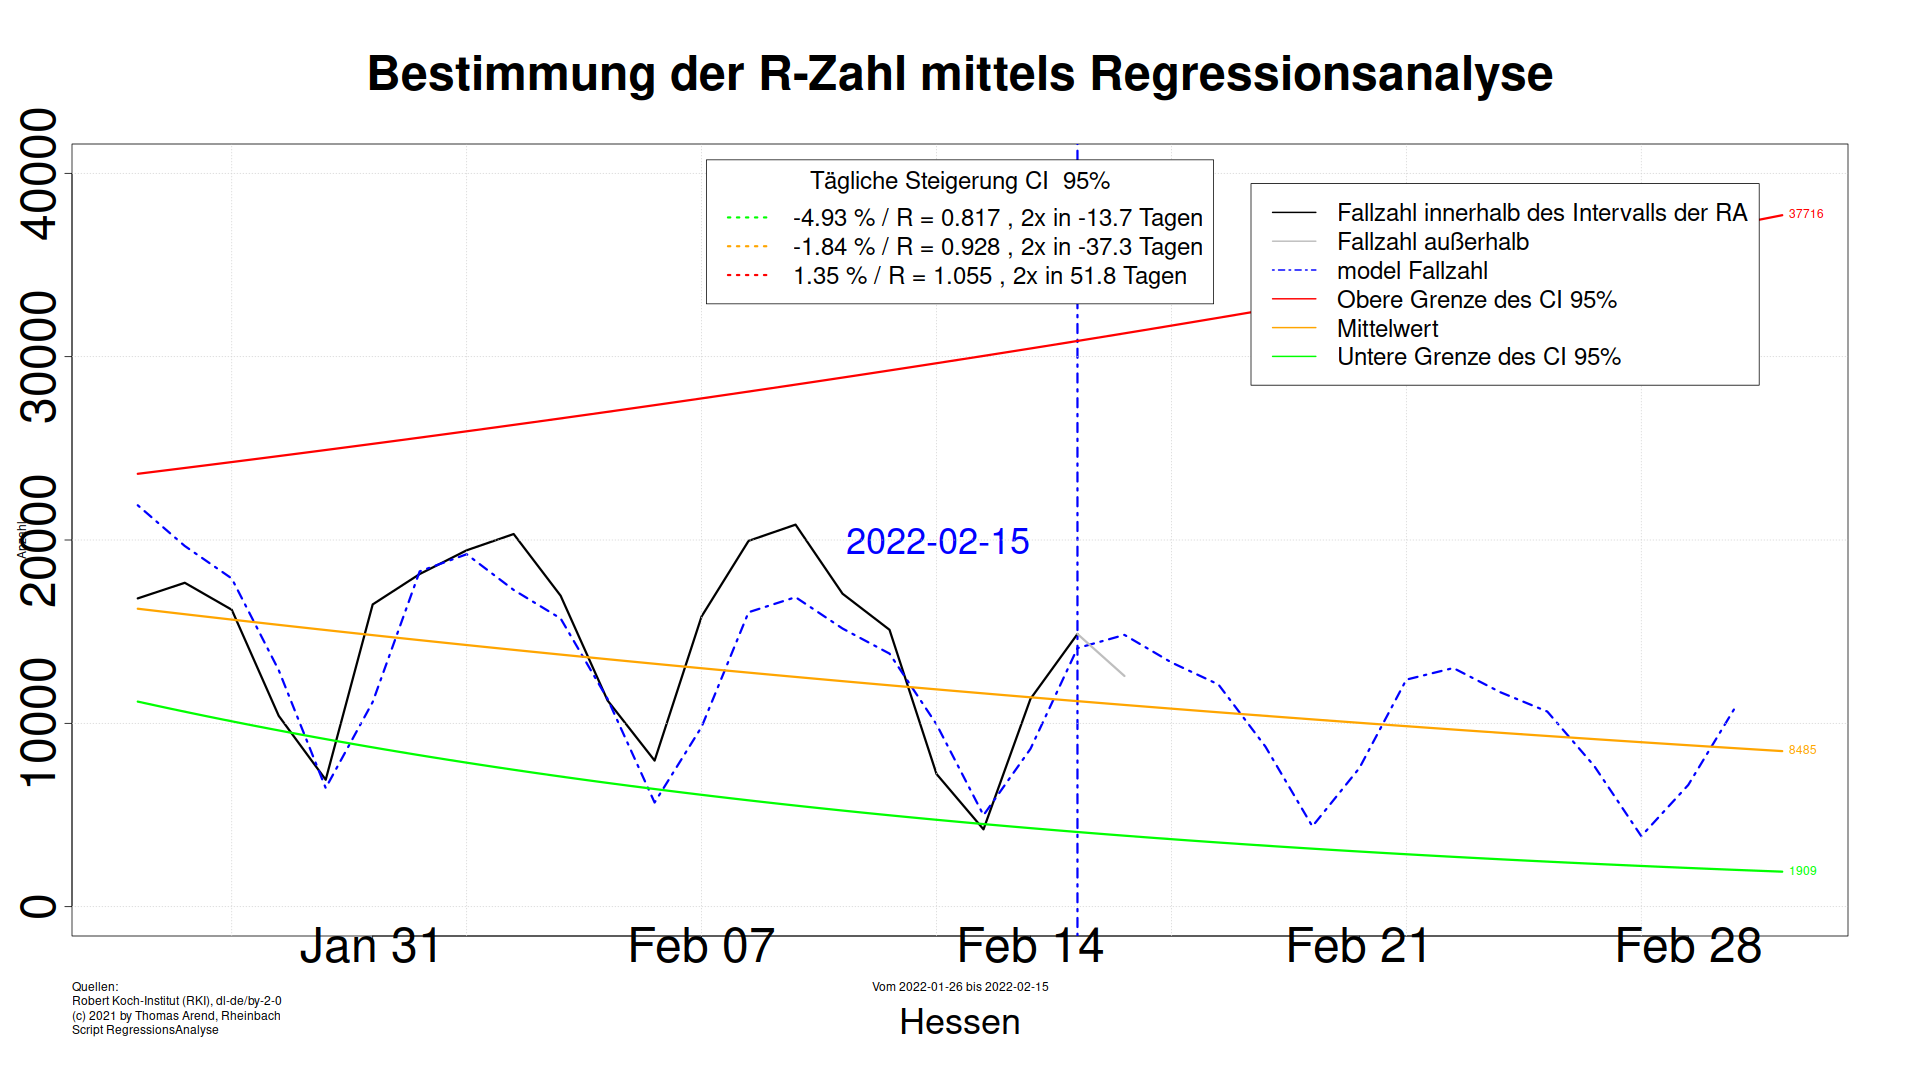 Bestimmung der R-Zahl mittels Regressionsanalyse
Tägliche Steigerung CI  95%
-4.93 % / R = 0.817 , 2x in -13.7 Tagen
-1.84 % / R = 0.928 , 2x in -37.3 Tagen
1.35 % / R = 1.055 , 2x in 51.8 Tagen
Fallzahl innerhalb des Intervalls der RA
Fallzahl außerhalb
model Fallzahl
Obere Grenze des CI 95%
Mittelwert
Untere Grenze des CI 95%
37716
8485
1909
2022-02-15
Anzahl
40000
30000
20000
10000
0
Jan 31
Feb 07
Feb 14
Feb 21
Feb 28
Quellen:
Robert Koch-Institut (RKI), dl-de/by-2-0
(c) 2021 by Thomas Arend, Rheinbach
Script RegressionsAnalyse
Vom 2022-01-26 bis 2022-02-15
Hessen